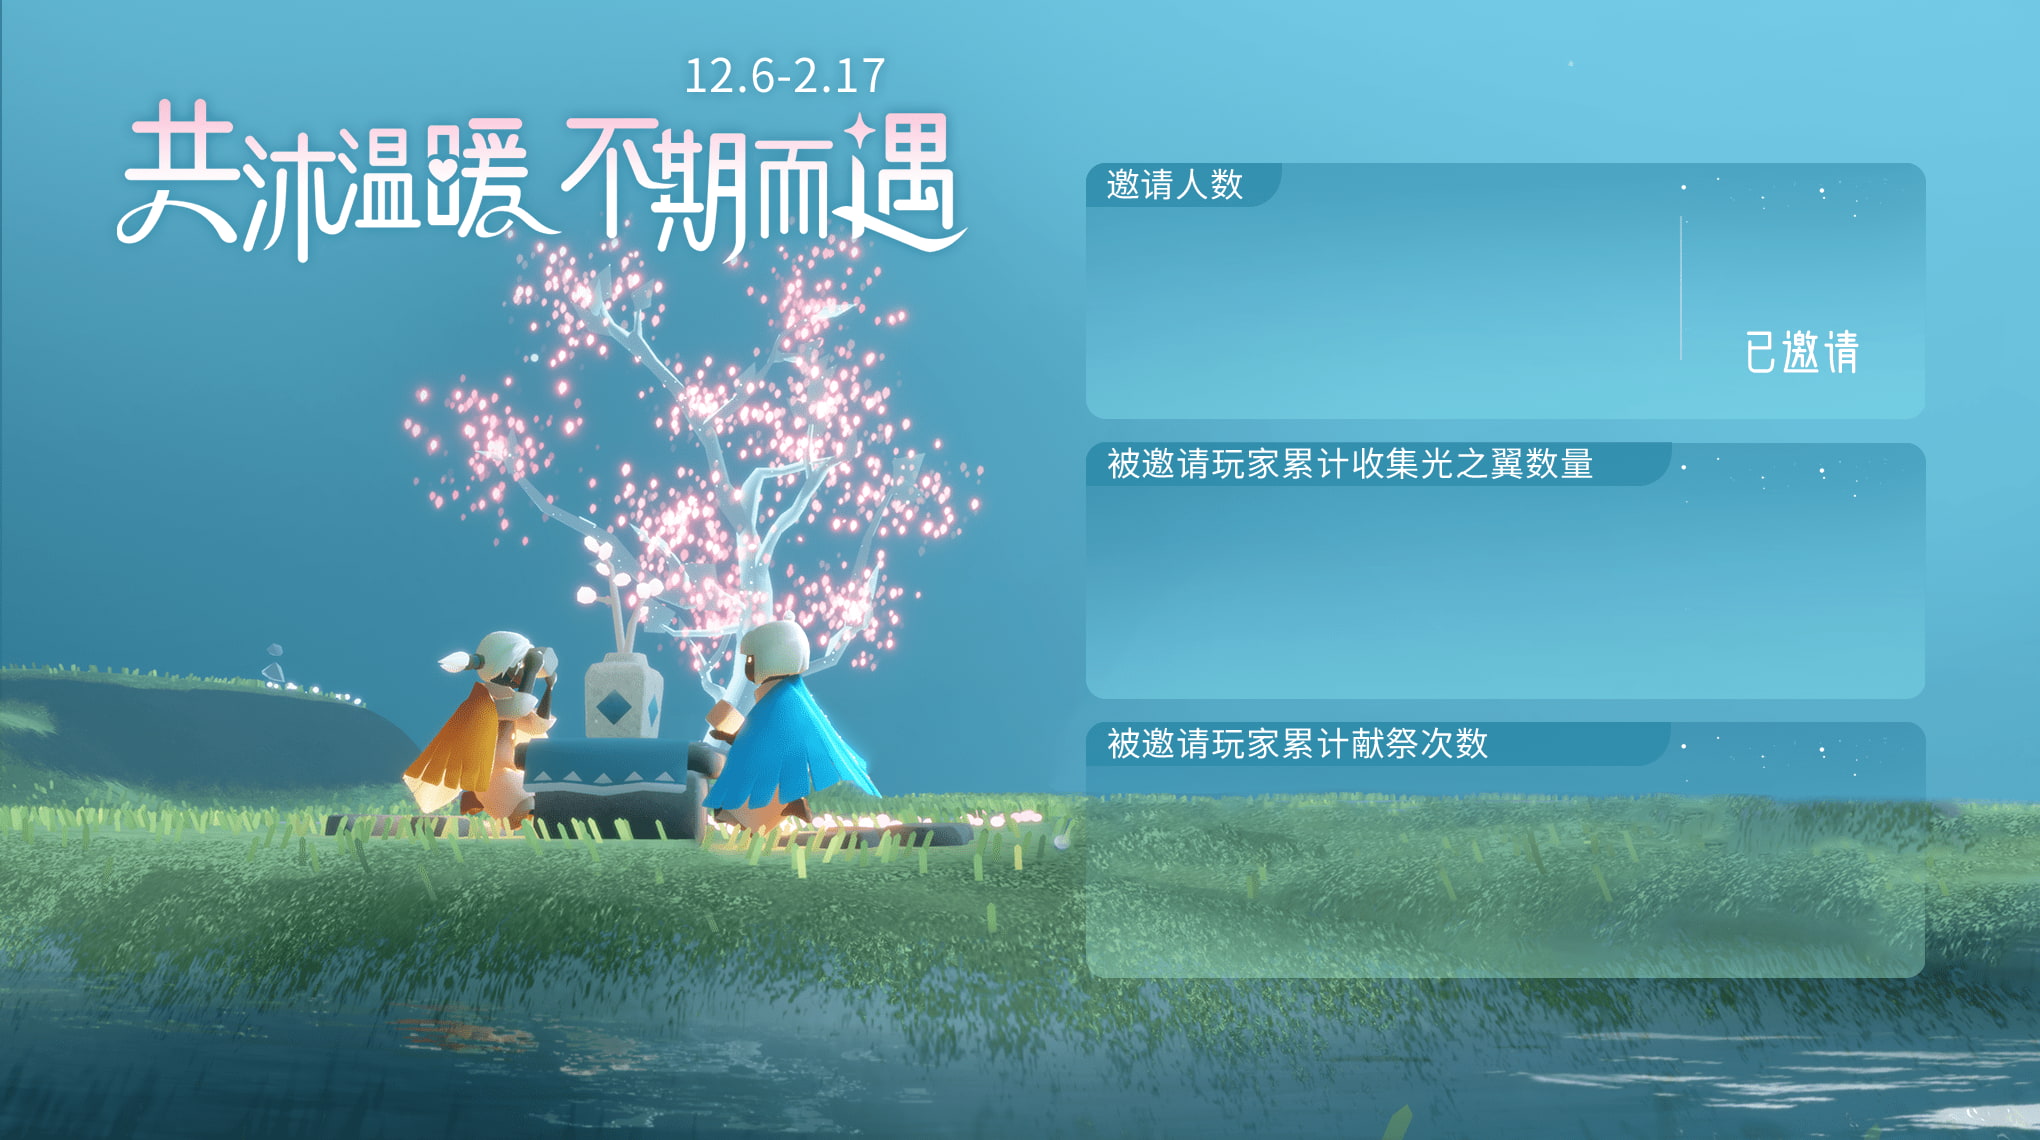 12.6-2.17
共沐温暖 不期而遇
邀请人数
已邀请
被邀请玩家累计收集光之翼数量
被邀请玩家累计献祭次数